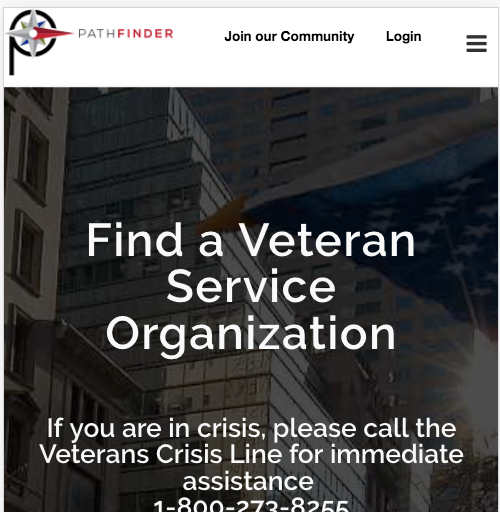 PATHFINDER
Join our Community
Login
Find a Veteran
Service
Organization
If you are in crisis, please call the
Veterans Crisis Line for immediate
assistance
1-800-273-8255